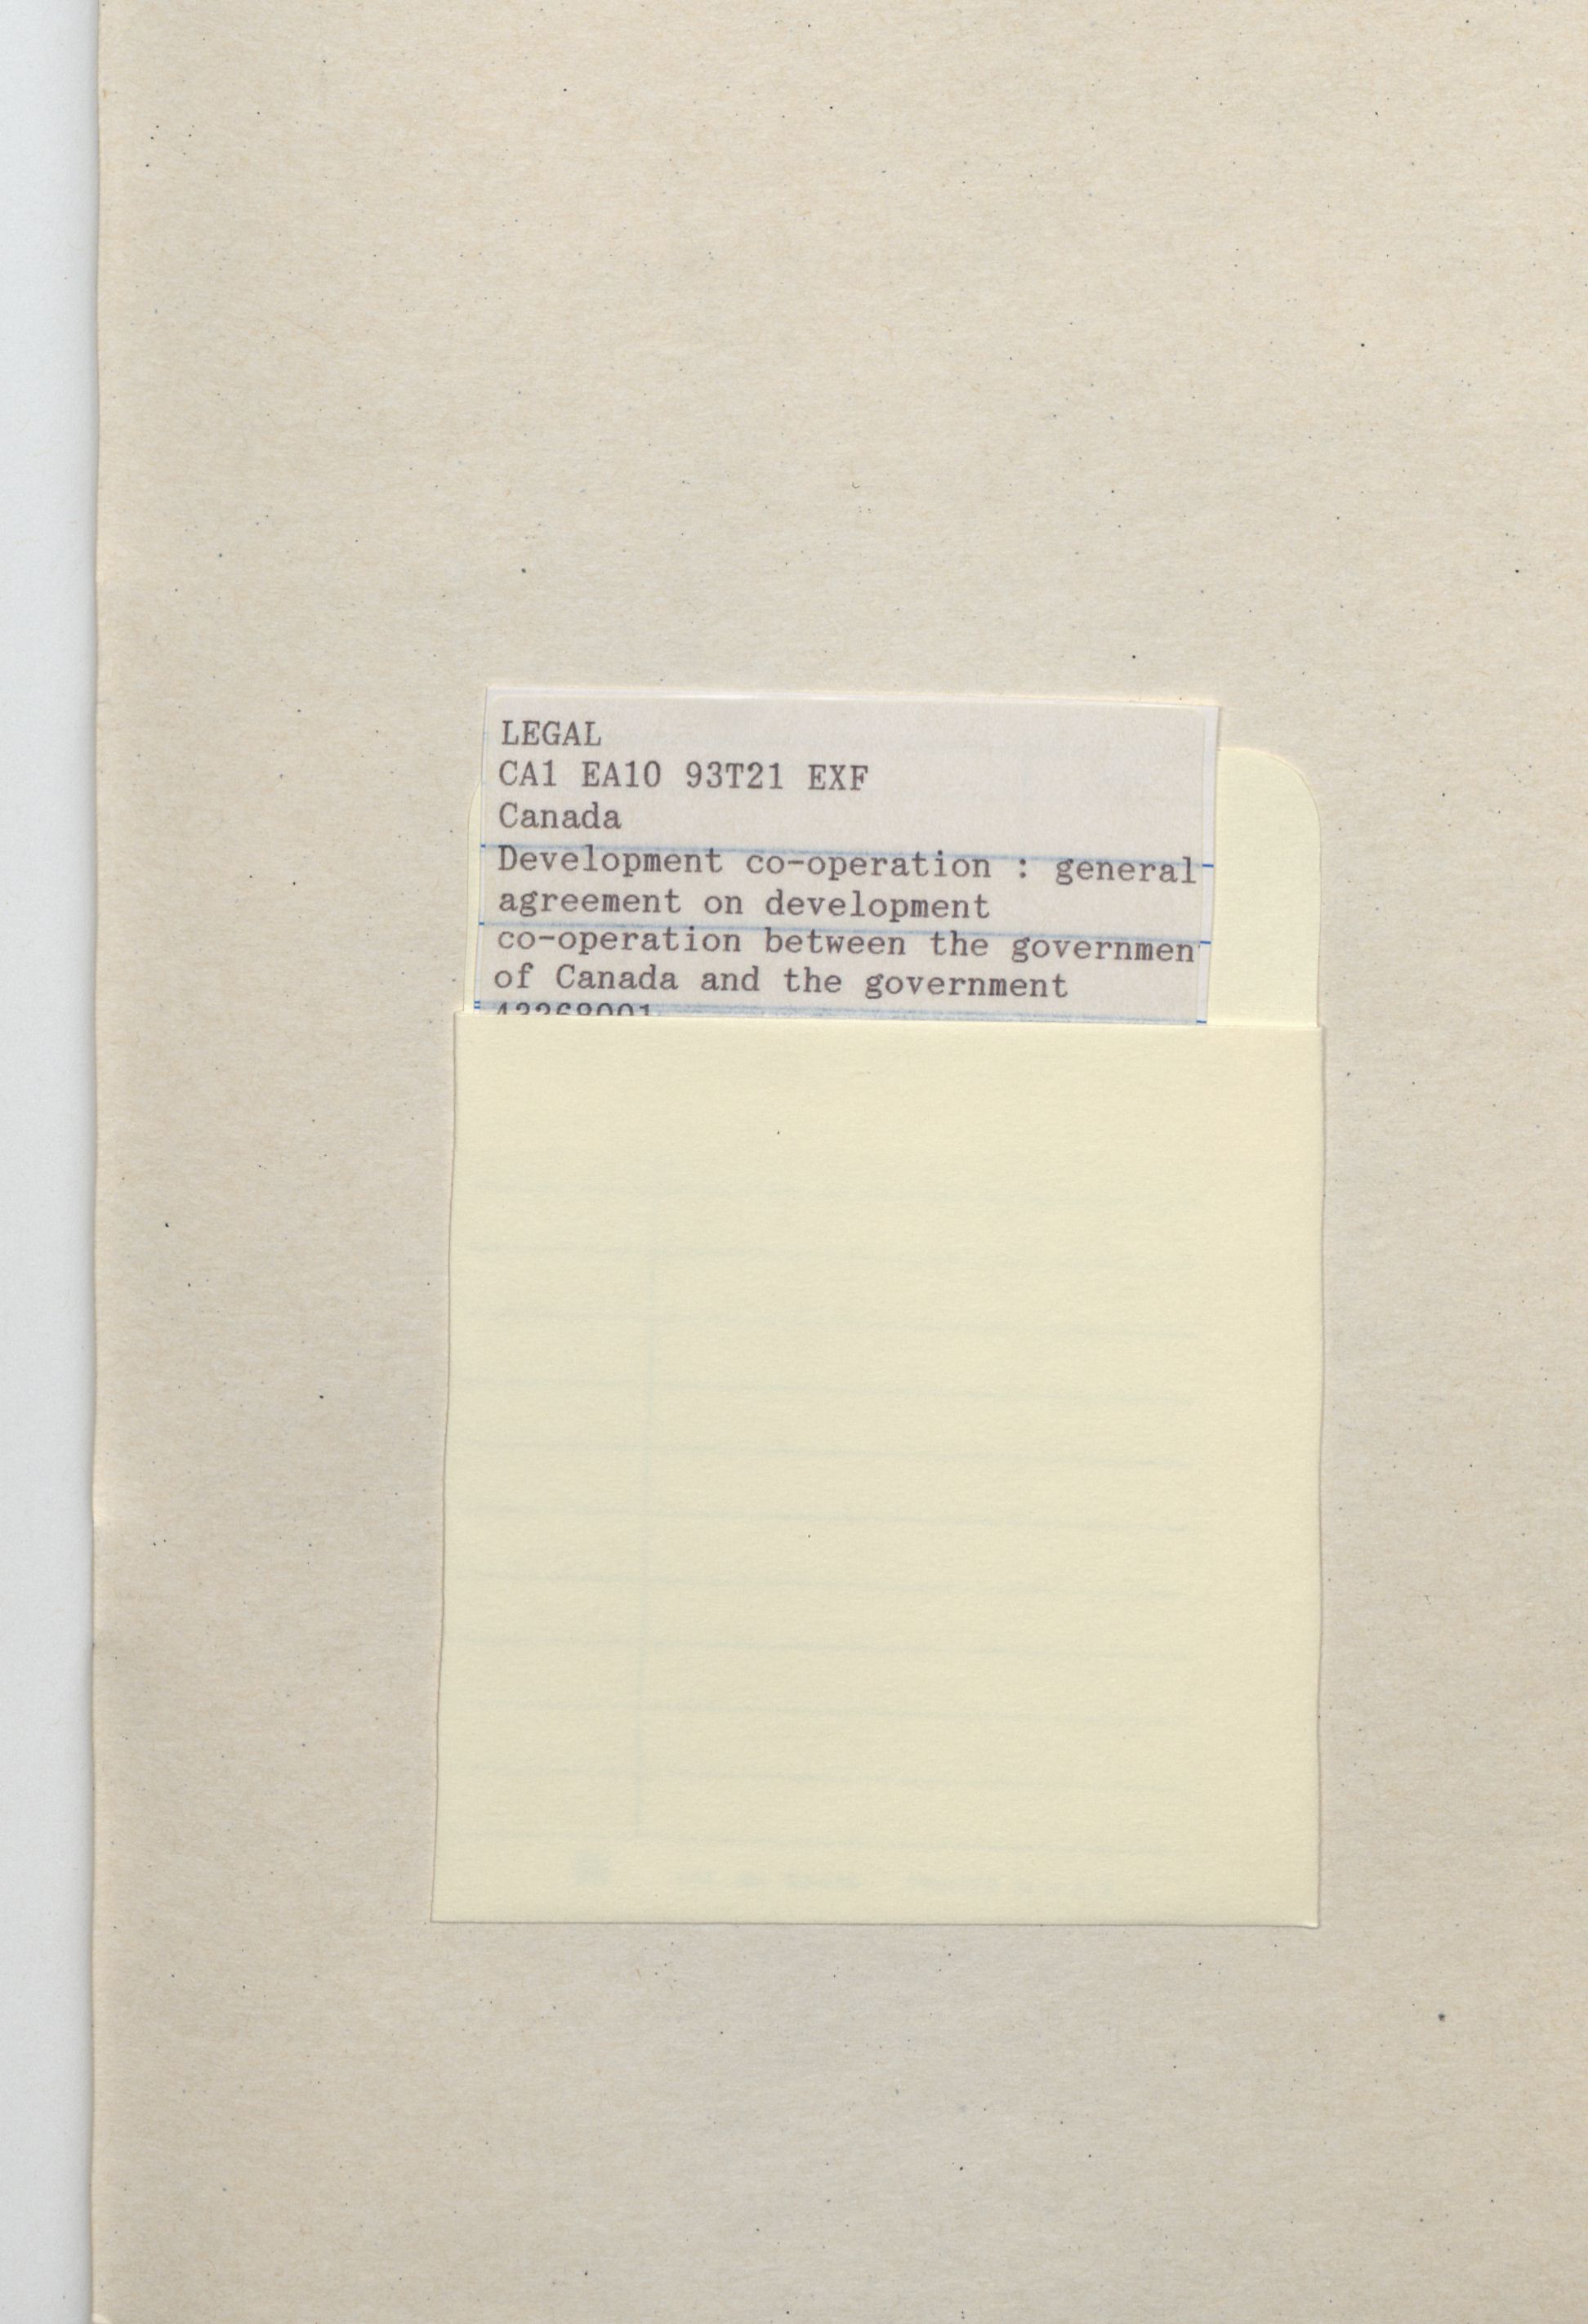 LEGAL
CA1 EA10 93T21 EXF
Canada
Development co-operation : general
agreement on development
co-operation between the governmen
of Canada and the government